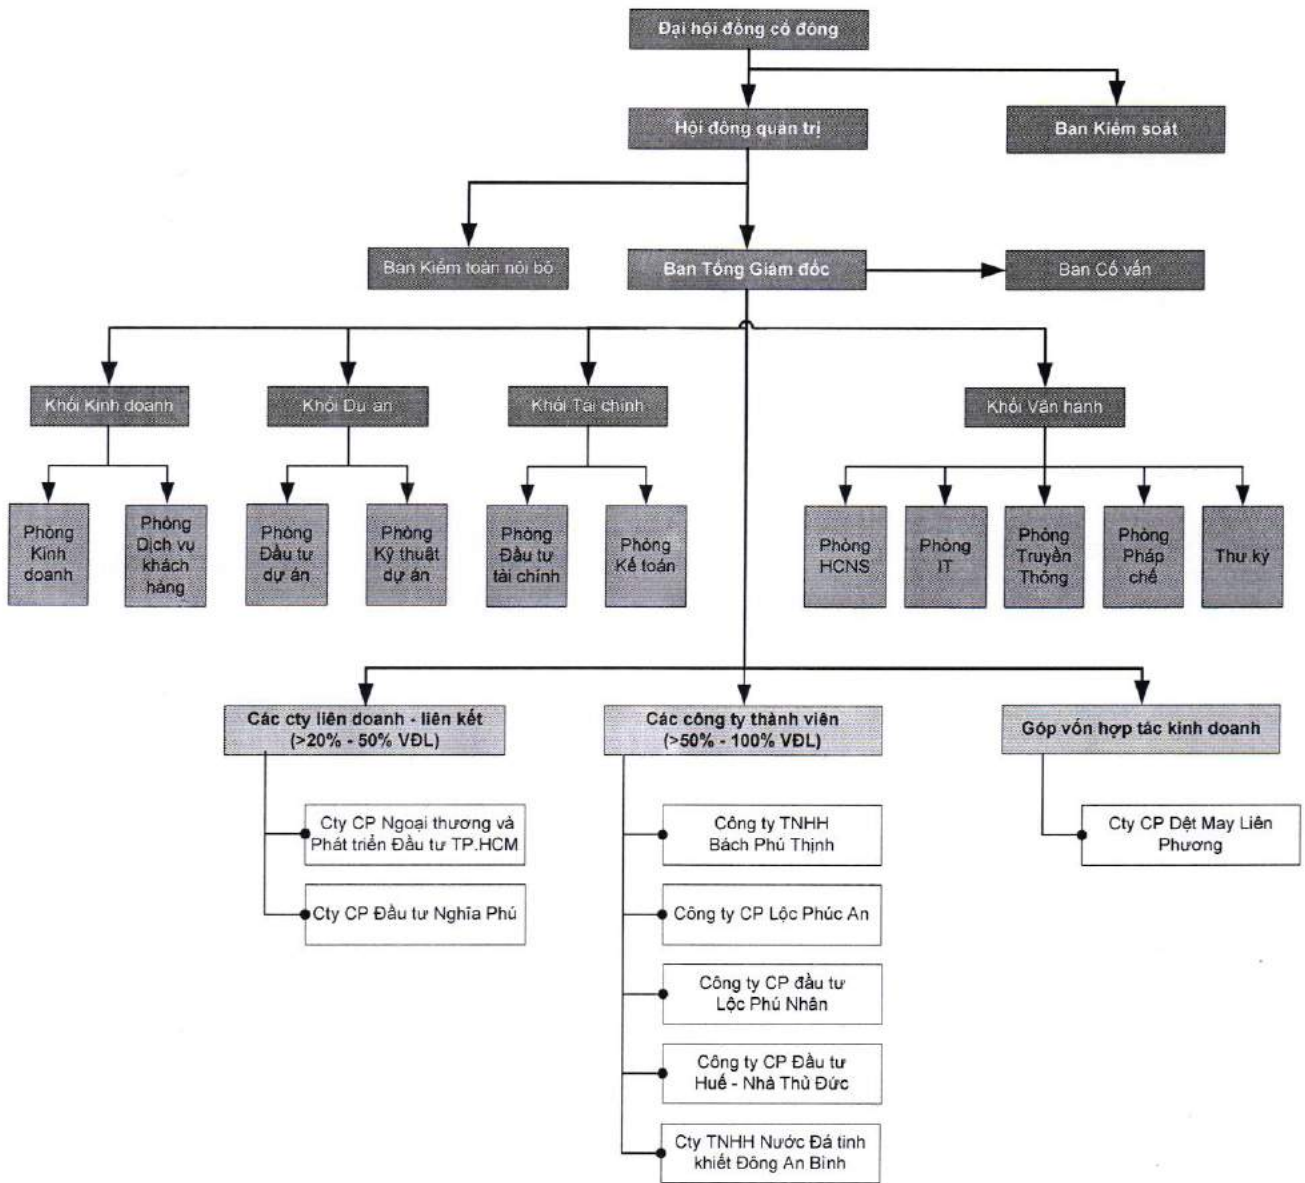 Đại hội đồng cổ đông
Hội đồng quản trị
Ban Kiểm soát
Ban Kiểm toán nội bộ
Ban Tổng Giám đốc
Ban Cố vấn
Khối Kinh doanh
Khối Dự án
Khối Tài chính
Khối Vận hành
Phòng
Kinh
doanh
Phòng
Dịch vụ
khách
hàng
Phòng
Đầu tư
dự án
Phòng
Kỹ thuật
dự án
Phòng
Đầu tư
tài chính
Phòng
Kế toán
Phòng
HCNS
Phòng
IT
Phòng
Truyền
Thông
Phòng
Pháp
chế
Thư ký
Các cty liên doanh - liên kết
(>20% - 50% VĐL)
Các công ty thành viên
(>50% - 100% VĐL)
Góp vốn hợp tác kinh doanh
Cty CP Ngoại thương và
Phát triển Đầu tư TP.HCM
Cty CP Đầu tư Nghĩa Phú
Công ty TNHH
Bách Phú Thịnh
Công ty CP Lộc Phúc An
Công ty CP đầu tư
Lộc Phú Nhân
Công ty CP Đầu tư
Huế - Nhà Thủ Đức
Cty TNHH Nước Đá tinh
khiết Đông An Bình
Cty CP Dệt May Liên
Phương